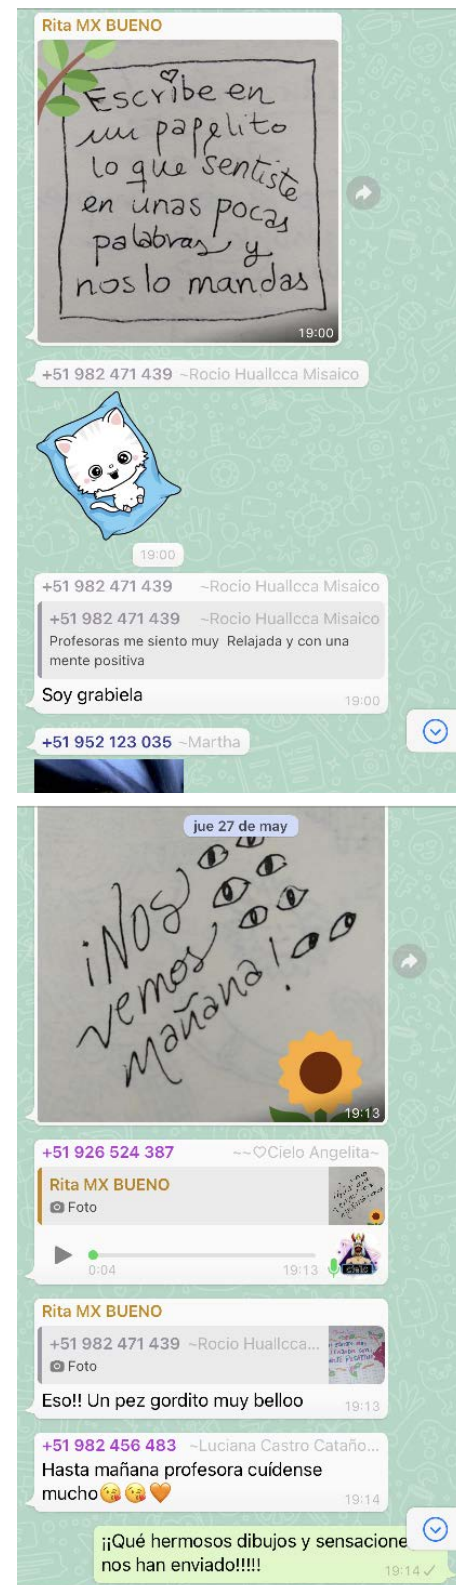 Rita MX BUENO
Escribe en
un papelito
lo que sentiste
en unas pocas
palabras y
nos lo mandas
19:00
+51 982 471 439 ~Rocio Huallcca Misaico
19:00
+51 982 471 439 ~Rocio Huallcca Misaico
+51 982 471 439 ~Rocio Huallcca Misaico
Profesoras me siento muy Relajada y con una
mente positiva
Soy grabiela
19:00
+51 952 123 035 ~Martha
jue 27 de may
¡Nos
vemos
mañana!
19:13
+51 926 524 387 ~~♡Cielo Angelita~
Rita MX BUENO
Foto
0:04 19:13
Rita MX BUENO
+51 982 471 439 ~Rocio Huallcca...
Foto
Eso!! Un pez gordito muy belloo
19:13
+51 982 456 483 ~Luciana Castro Cataño...
Hasta mañana profesora cuídense
mucho😘😘🧡
19:14
¡¡Qué hermosos dibujos y sensacione
nos han enviado!!!!!
19:14